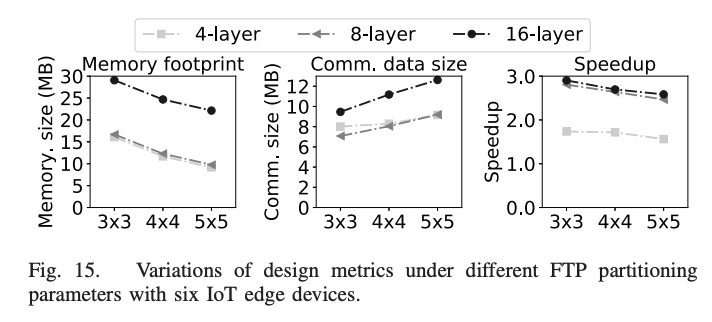 4-layer 8-layer 16-layer
Memory footprint
Memory. size (MB)
30
25
20
15
10
5
0
3x3 4x4 5x5
Comm. data size
Comm. size (MB)
12
10
8
6
4
2
0
3x3 4x4 5x5
Speedup
Speedup
3.0
2.0
1.0
0.0
3x3 4x4 5x5
Fig. 15. Variations of design metrics under different FTP partitioning
parameters with six IoT edge devices.